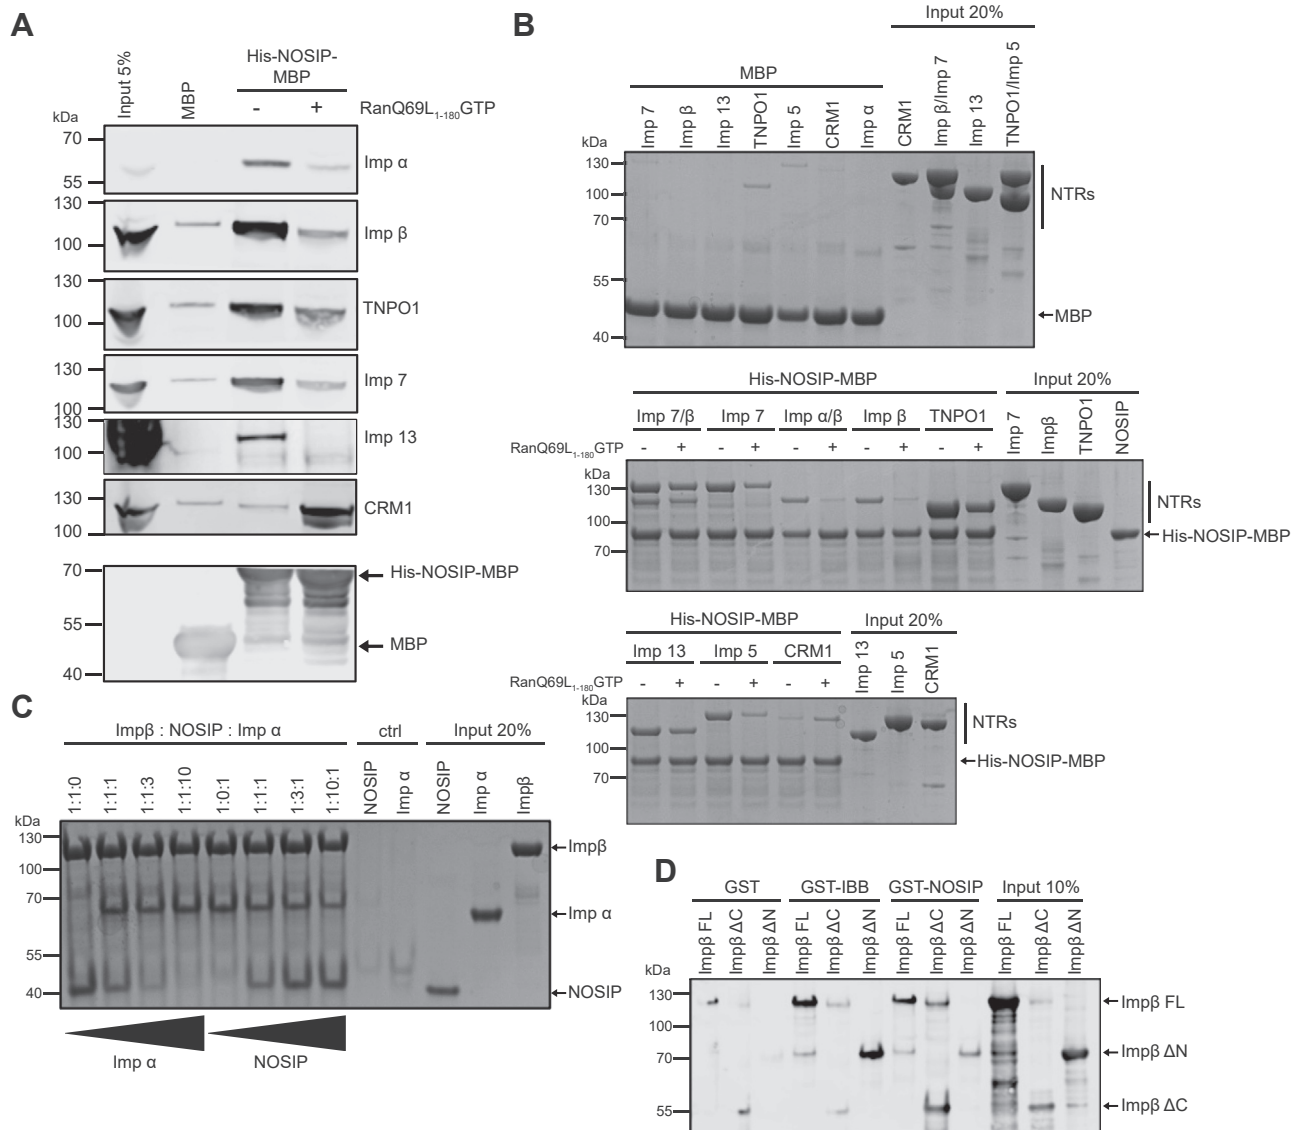 A
Input 5%
MBP
His-NOSIP-
MBP
- + RanQ69L1-180GTP
kDa
70
55
Imp α
130
100
Imp β
130
100
TNPO1
130
100
Imp 7
130
100
Imp 13
130
100
CRM1
70
55
40
His-NOSIP-MBP
MBP
B
Input 20%
MBP
Imp 7 Imp β Imp 13 TNPO1 Imp 5 CRM1 Imp α CRM1 Imp β/Imp 7 Imp 13 TNPO1/Imp 5
kDa
130
100
70
55
40
NTRs
MBP
His-NOSIP-MBP Input 20%
Imp 7/β Imp 7 Imp α/β Imp β TNPO1 Imp 7 Impβ TNPO1 NOSIP
RanQ69L1-180GTP - + - + - + - + - +
kDa
130
100
70
NTRs
His-NOSIP-MBP
His-NOSIP-MBP Input 20%
Imp 13 Imp 5 CRM1 Imp 13 Imp 5 CRM1
RanQ69L1-180GTP - + - + - +
kDa
130
100
70
NTRs
His-NOSIP-MBP
C
Impβ : NOSIP : Imp α ctrl Input 20%
1:1:0 1:1:1 1:1:3 1:1:10 1:0:1 1:1:1 1:3:1 1:10:1 NOSIP Imp α NOSIP Imp α Impβ
kDa
130
100
70
55
40
Impβ
Imp α
NOSIP
Imp α NOSIP
D
GST GST-IBB GST-NOSIP Input 10%
Impβ FL Impβ ΔC Impβ ΔN Impβ FL Impβ ΔC Impβ ΔN Impβ FL Impβ ΔC Impβ ΔN Impβ FL Impβ ΔC Impβ ΔN
kDa
130
100
70
55
Impβ FL
Impβ ΔN
Impβ ΔC